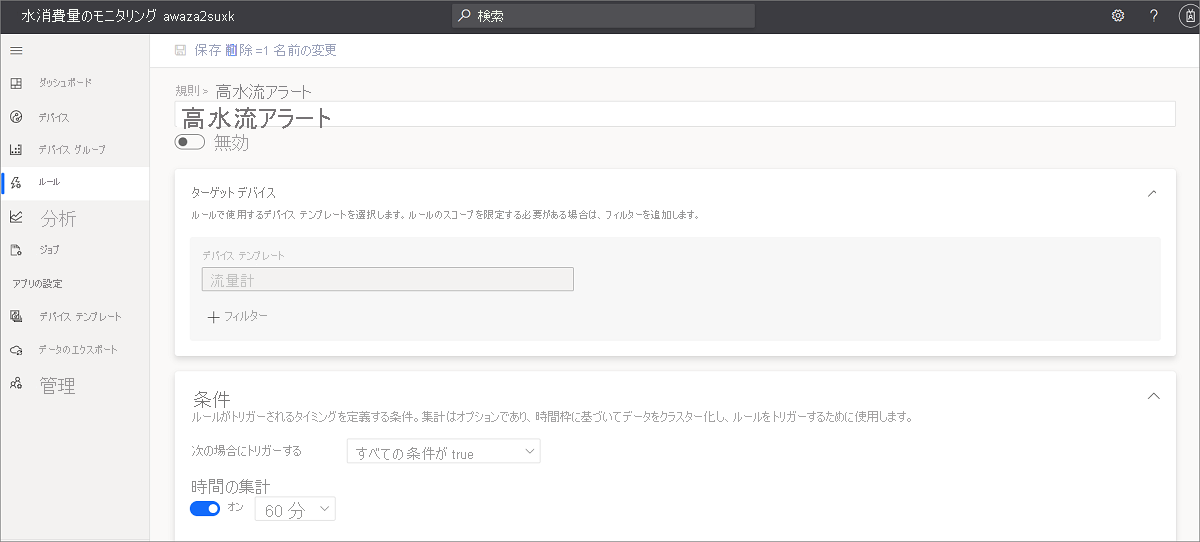 水消費量のモニタリング awaza2suxk
検索
?
保存 削除 =1 名前の変更
ダッシュボード
デバイス
デバイス グループ
ルール
分析
ジョブ
アプリの設定
デバイス テンプレート
データのエクスポート
管理
規則 > 高水流アラート
高水流アラート
無効
ターゲット デバイス
ルールで使用するデバイス テンプレートを選択します。ルールのスコープを限定する必要がある場合は、フィルターを追加します。
デバイス テンプレート
流量計
+ フィルター
条件
ルールがトリガーされるタイミングを定義する条件。集計はオプションであり、時間枠に基づいてデータをクラスター化し、ルールをトリガーするために使用します。
次の場合にトリガーする
すべての 条件が true
時間の集計
オン
60 分